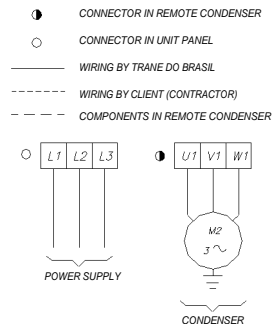 CONNECTOR IN REMOTE CONDENSER
CONNECTOR IN UNIT PANEL
WIRING BY TRANE DO BRASIL
WIRING BY CLIENT (CONTRACTOR)
COMPONENTS IN REMOTE CONDENSER
L1 L2 L3 U1 V1 W1
M2
3
POWER SUPPLY
CONDENSER